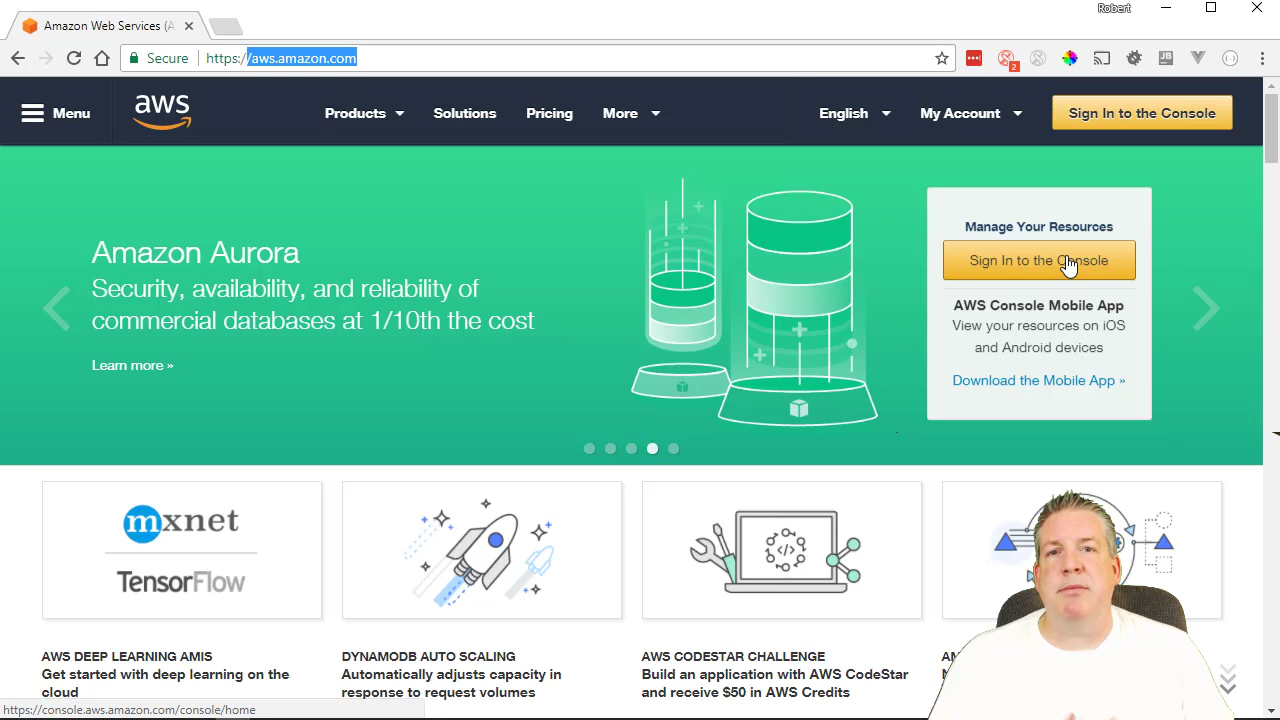 Robert
Amazon Web Services (A
Secure
https://aws.amazon.com
2
JB
Menu
aws
Products
Solutions
Pricing
More
English
My Account
Sign In to the Console
Amazon Aurora
Security, availability, and reliability of
commercial databases at 1/10th the cost
Learn more »
Manage Your Resources
Sign In to the Console
AWS Console Mobile App
View your resources on iOS
and Android devices
Download the Mobile App »
mxnet
TensorFlow
</>
AWS DEEP LEARNING AMIS
Get started with deep learning on the
cloud
DYNAMODB AUTO SCALING
Automatically adjusts capacity in
response to request volumes
AWS CODESTAR CHALLENGE
Build an application with AWS CodeStar
and receive $50 in AWS Credits
https://console.aws.amazon.com/console/home